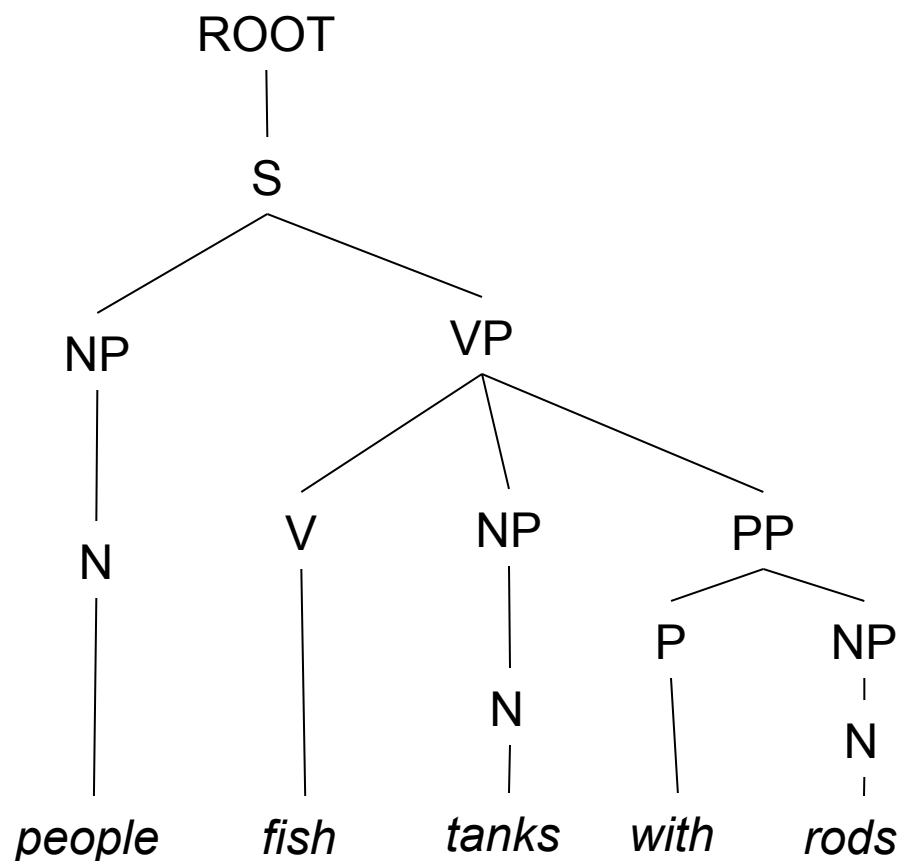 ROOT
S
NP VP
V NP PP
N P NP
N N
people fish tanks with rods